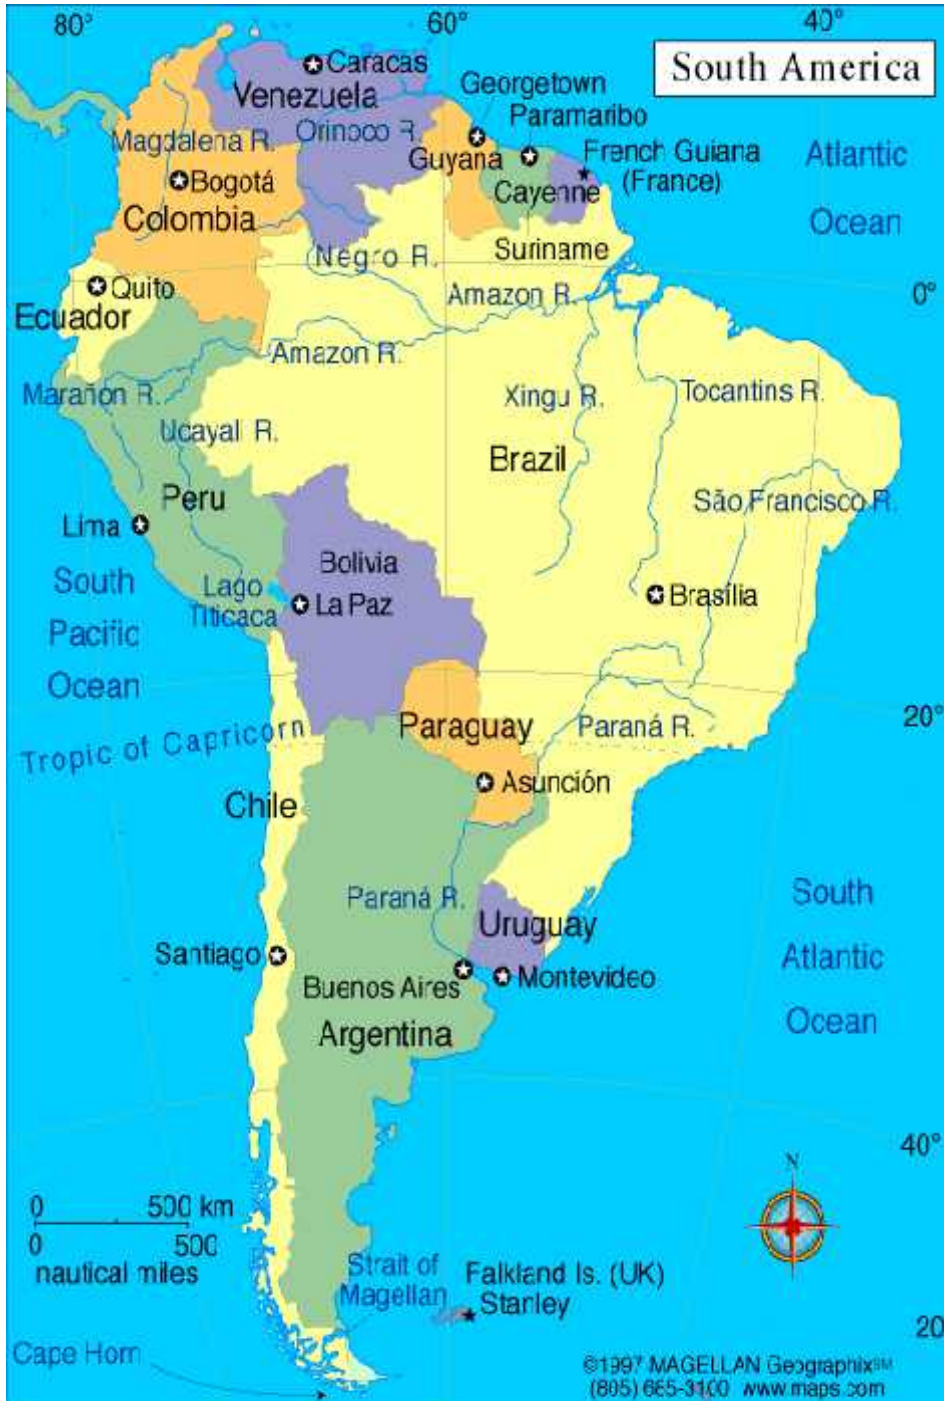 80°
60°
40°
South America
Caracas
Venezuela
Georgetown
Paramaribo
Magdalena R.
Orinoco R.
Guyana
French Guiana
(France)
Atlantic
Ocean
Bogotá
Cayenne
Colombia
Suriname
Negro R.
Quito
Amazon R.
0°
Ecuador
Amazon R.
Marañon R.
Xingu R.
Tocantins R.
Ucayal R.
Brazil
Peru
São Francisco R.
Lima
Bolivia
South
Pacific
Ocean
Lago
Titicaca
La Paz
Brasília
20°
Paraguay
Paraná R.
Tropic of Capricorn
Asunción
Chile
Paraná R.
Uruguay
South
Atlantic
Ocean
Santiago
Buenos Aires
Montevideo
Argentina
40°
N
0 500 km
0 500
nautical miles
Strait of
Magellan
Falkland Is. (UK)
Stanley
20
Cape Horn
©1997 MAGELLAN Geographix℠
(805) 685-3100 www.maps.com